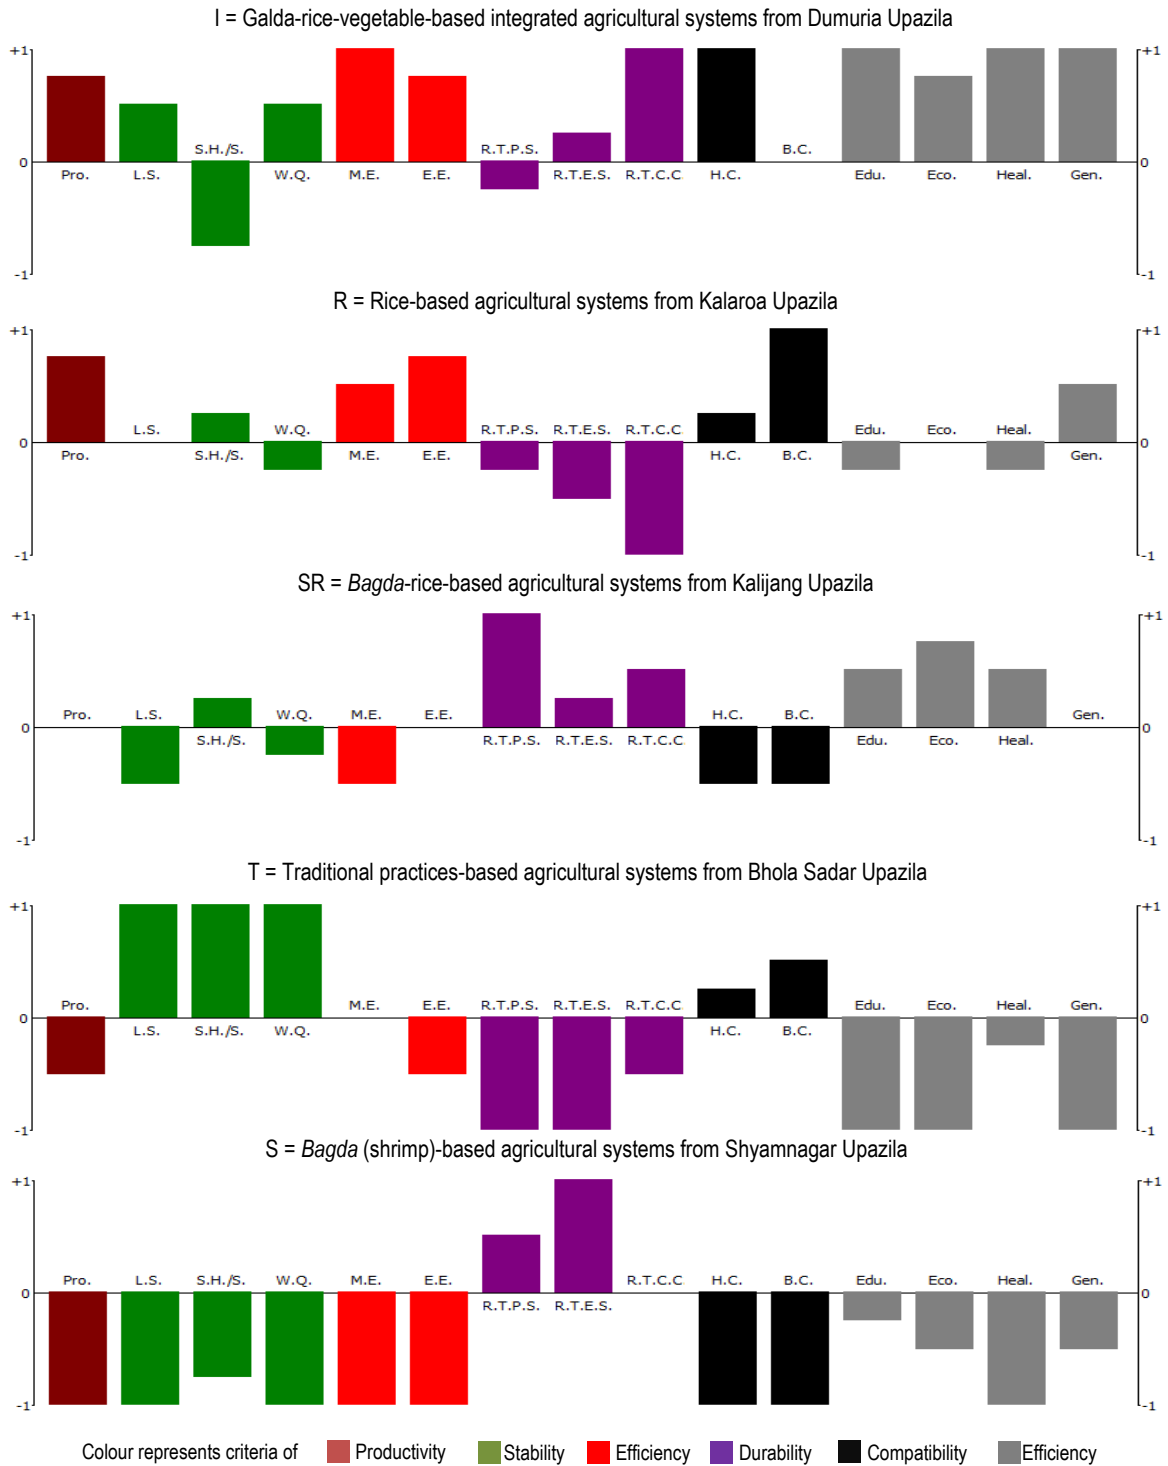 I = Galda-rice-vegetable-based integrated agricultural systems from Dumuria Upazila
+1 +1
S.H./S. R.T.P.S. B.C.
0 0
Pro. L.S. W.Q. M.E. E.E. R.T.E.S. R.T.C.C H.C. Edu. Eco. Heal. Gen.
-1 -1
R = Rice-based agricultural systems from Kalaroa Upazila
+1 +1
L.S. W.Q. R.T.P.S. R.T.E.S. R.T.C.C Edu. Eco. Heal.
0 0
Pro. S.H./S. M.E. E.E. H.C. B.C. Gen.
-1 -1
SR = Bagda-rice-based agricultural systems from Kalijang Upazila
+1 +1
Pro. L.S. W.Q. M.E. E.E. H.C. B.C. Gen.
0 0
S.H./S. R.T.P.S. R.T.E.S. R.T.C.C Edu. Eco. Heal.
-1 -1
T = Traditional practices-based agricultural systems from Bhola Sadar Upazila
+1 +1
Pro. M.E. E.E. R.T.P.S. R.T.E.S. R.T.C.C Edu. Eco. Heal. Gen.
0 0
L.S. S.H./S. W.Q. H.C. B.C.
-1 -1
S = Bagda (shrimp)-based agricultural systems from Shyamnagar Upazila
+1 +1
Pro. L.S. S.H./S. W.Q. M.E. E.E. R.T.C.C H.C. B.C. Edu. Eco. Heal. Gen.
0 0
R.T.P.S. R.T.E.S.
-1 -1
Colour represents criteria of Productivity Stability Efficiency Durability Compatibility Efficiency